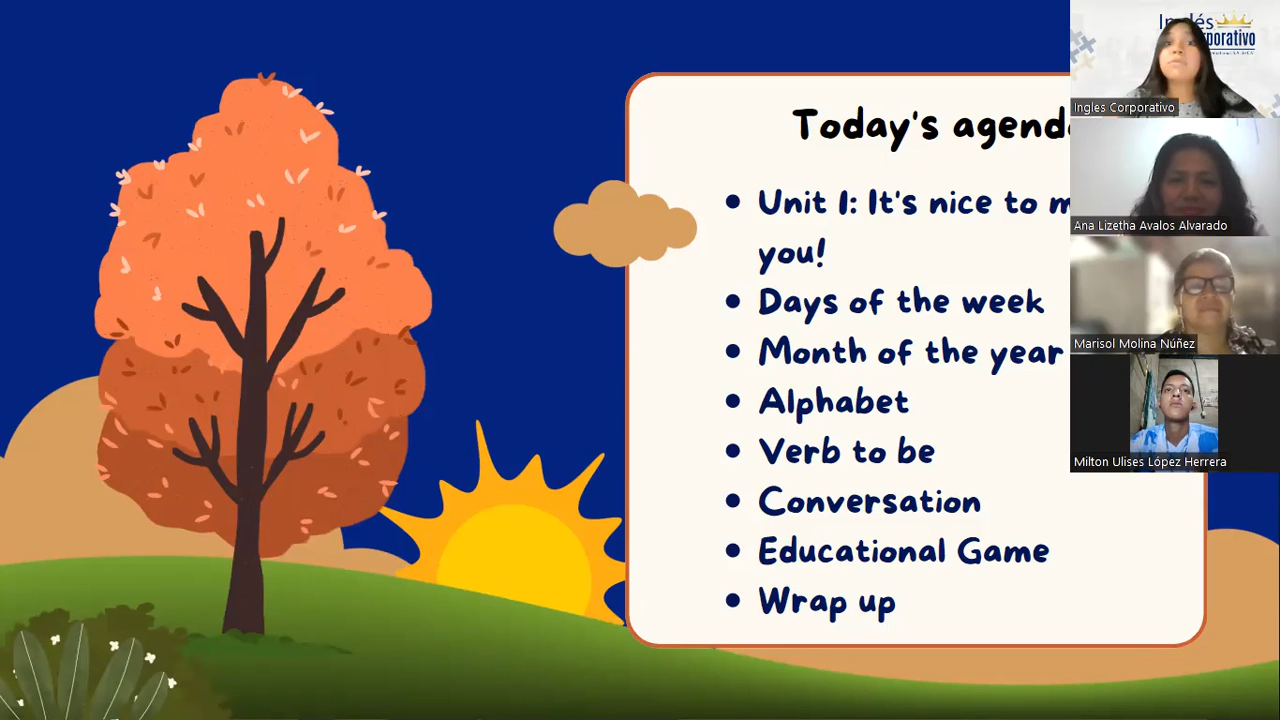 Today's agend
Unit 1: It's nice to m
you!
Days of the week
Month of the year
Alphabet
Verb to be
Conversation
Educational Game
Wrap up
Inglés
porativo
Ingles Corporativo
Ana Lizetha Avalos Alvarado
Marisol Molina Núñez
Milton Ulises López Herrera